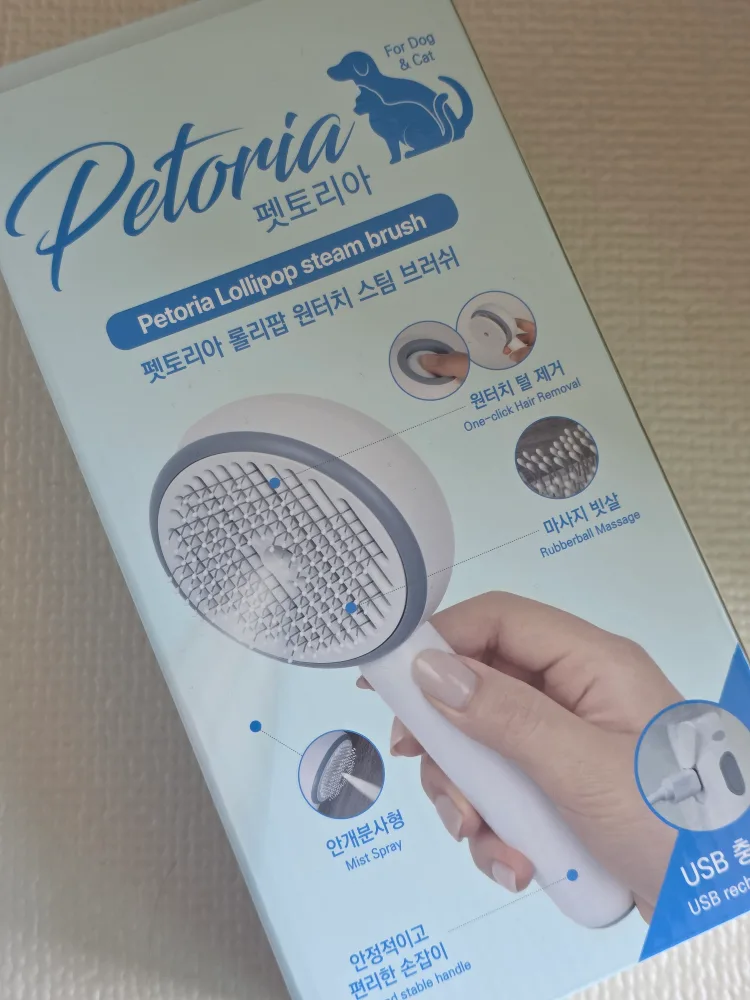 For Dog
& Cat
Petoria
펫토리아
Petoria Lollipop steam brush
펫토리아 롤리팝 원터치 스팀 브러쉬
원터치 털 제거
One-click Hair Removal
마사지 빗살
Rubberball Massage
안개분사형
Mist Spray
USB
USB
안정적이고
편리한 손잡이
stable handle